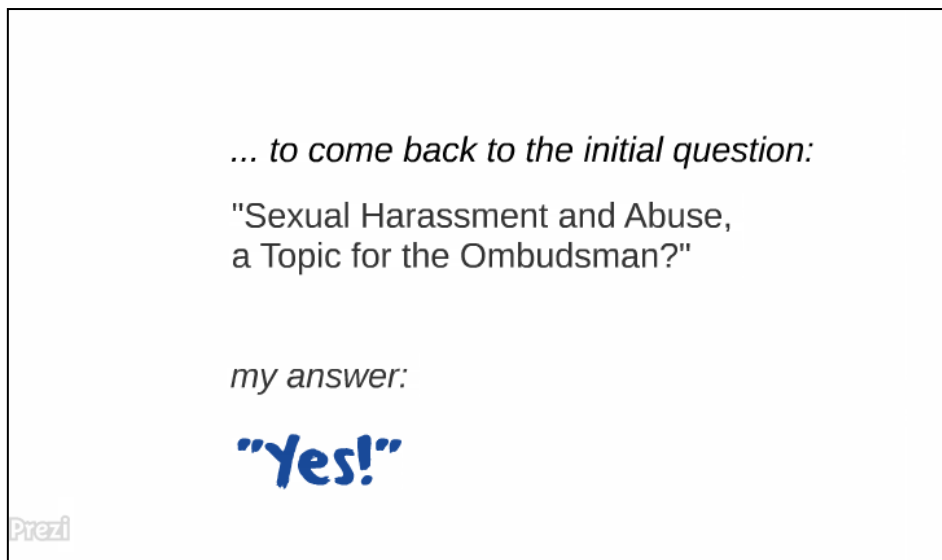 ... to come back to the initial question:
"Sexual Harassment and Abuse,
a Topic for the Ombudsman?"
my answer:
"Yes!"
Prezi